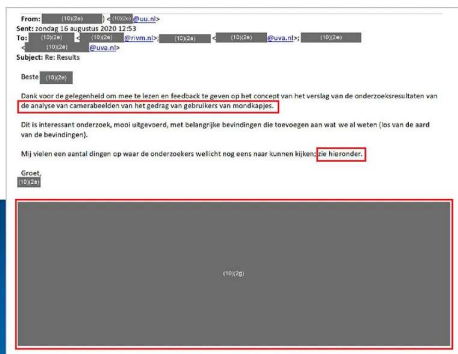 From: (10)(2e) ) < (10)(2e) @uu.nl>
Sent: zondag 16 augustus 2020 12:53
To: (10)(2e) < (10)(2e) @rivm.nl>; (10)(2e) < (10)(2e) @uva.nl>; (10)(2e)
< (10)(2e) @uva.nl>
Subject: Re: Results
Beste (10)(2e)
Dank voor de gelegenheid om mee te lezen en feedback te geven op het concept van het verslag van de onderzoeksresultaten van
de analyse van camerabeelden van het gedrag van gebruikers van mondkapjes.
Dit is interessant onderzoek, mooi uitgevoerd, met belangrijke bevindingen die toevoegen aan wat we al weten (los van de aard
van de bevindingen).
Mij vielen een aantal dingen op waar de onderzoekers wellicht nog eens naar kunnen kijken; zie hieronder.
Groet,
(10)(2e)
(10)(2g)